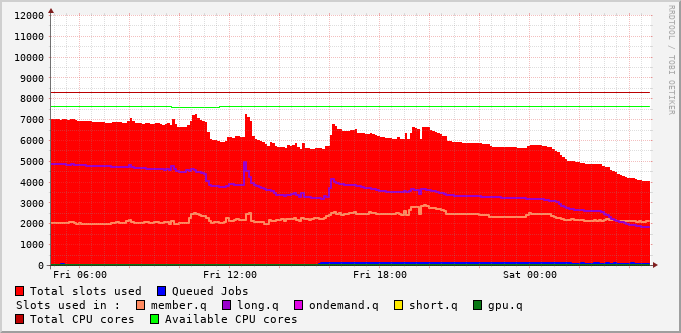 12000
11000
10000
9000
8000
7000
6000
5000
4000
3000
2000
1000
0
Fri 06:00 Fri 12:00 Fri 18:00 Sat 00:00
RRDTOOL / TOBI OETIKER
Total slots used Queued Jobs
Slots used in : member.q long.q ondemand.q short.q gpu.q
Total CPU cores Available CPU cores